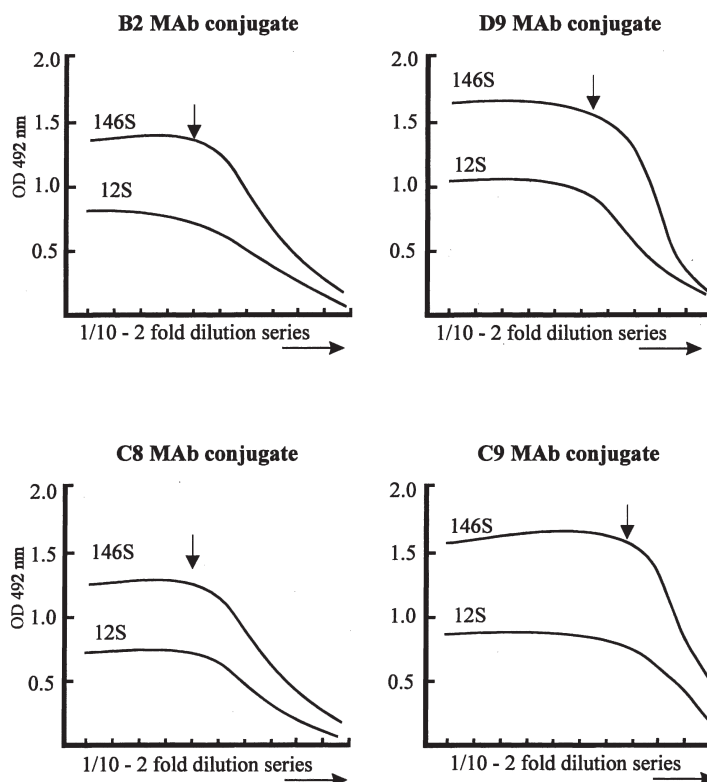 B2 MAb conjugate
2.0
1.5
1.0
0.5
OD 492 nm
146S
12S
1/10 - 2 fold dilution series
D9 MAb conjugate
2.0
1.5
1.0
0.5
146S
12S
1/10 - 2 fold dilution series
C8 MAb conjugate
2.0
1.5
1.0
0.5
OD 492 nm
146S
12S
1/10 - 2 fold dilution series
C9 MAb conjugate
2.0
1.5
1.0
0.5
146S
12S
1/10 - 2 fold dilution series